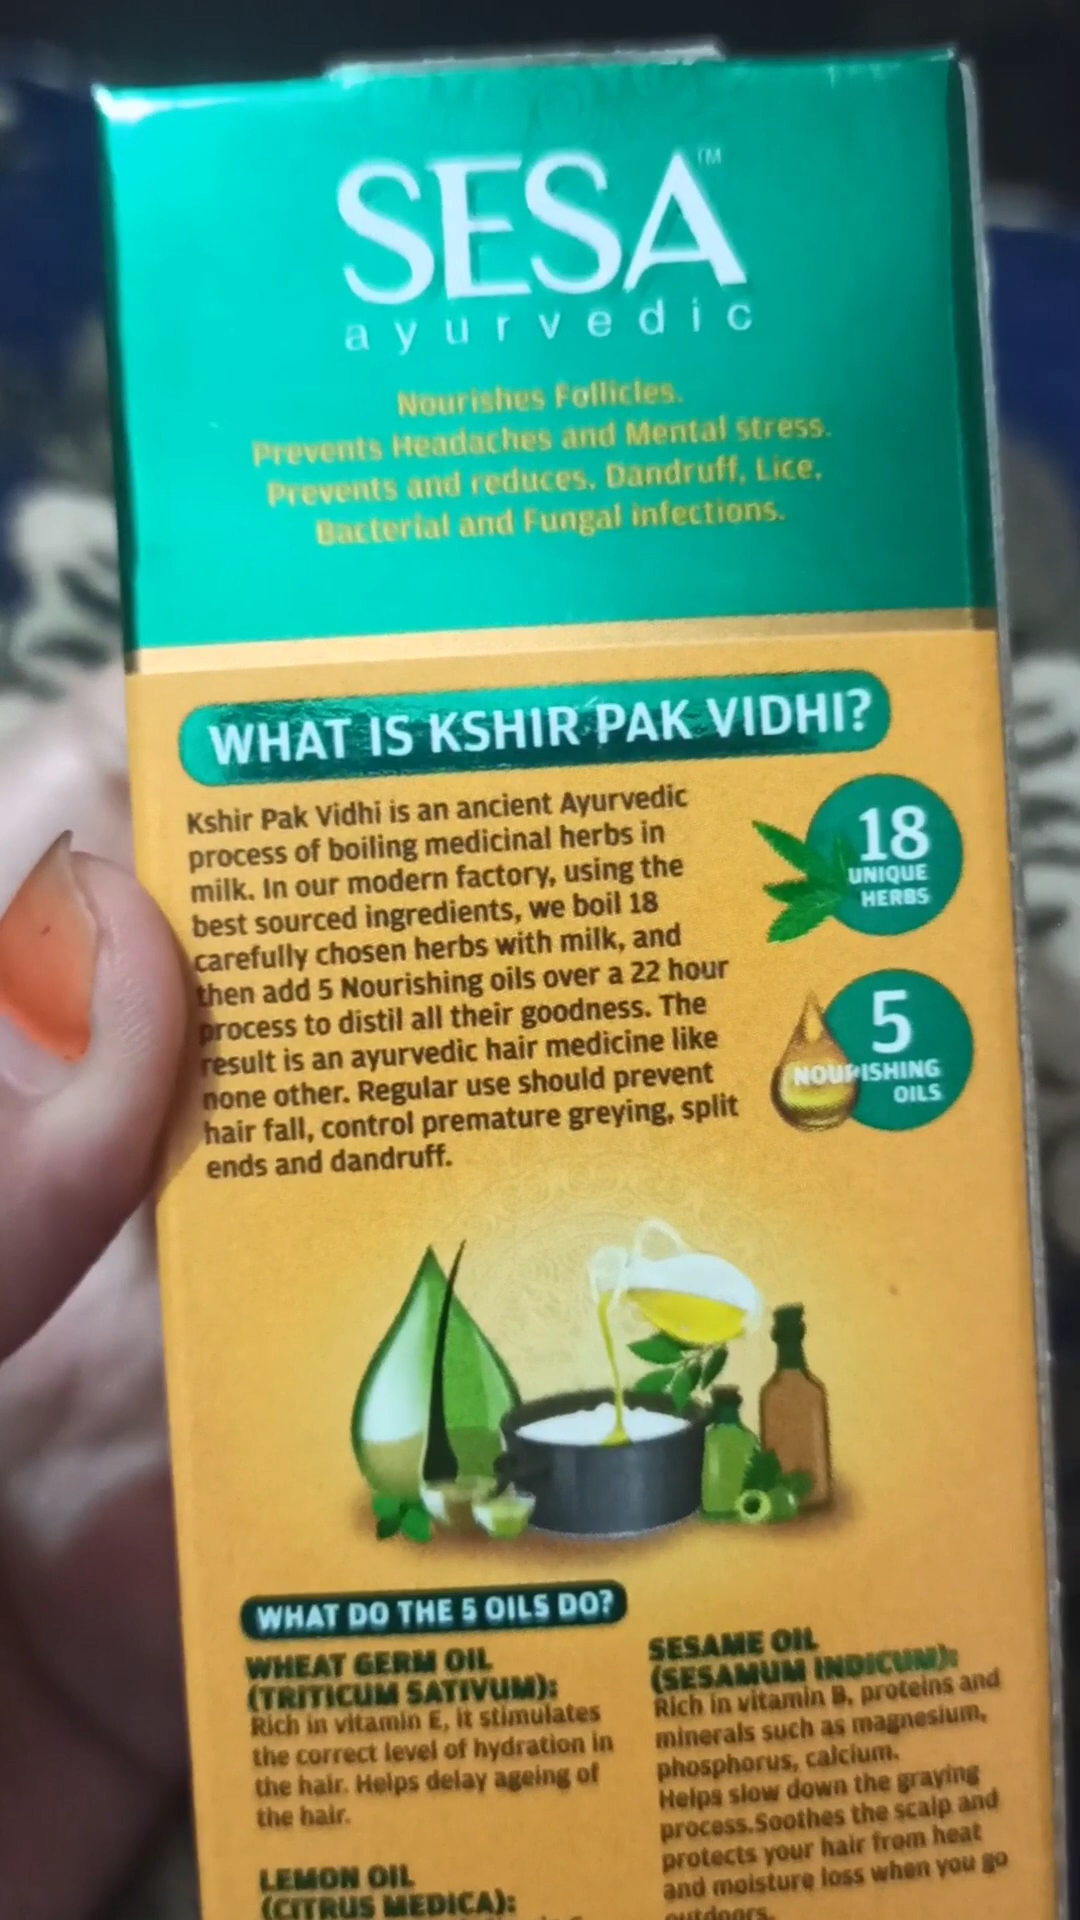 SESA™
ayurvedic
Nourishes Follicles.
Prevents Headaches and Mental stress.
Prevents and reduces, Dandruff, Lice,
Bacterial and Fungal infections.
WHAT IS KSHIR PAK VIDHI?
Kshir Pak Vidhi is an ancient Ayurvedic
process of boiling medicinal herbs in
milk. In our modern factory, using the
best sourced ingredients, we boil 18
carefully chosen herbs with milk, and
then add 5 Nourishing oils over a 22 hour
process to distil all their goodness. The
result is an ayurvedic hair medicine like
none other. Regular use should prevent
hair fall, control premature greying, split
ends and dandruff.
18
UNIQUE
HERBS
5
NOURISHING
OILS
WHAT DO THE 5 OILS DO?
WHEAT GERM OIL
(TRITICUM SATIVUM):
Rich in vitamin E, it stimulates
the correct level of hydration in
the hair. Helps delay ageing of
the hair.
LEMON OIL
(CITRUS MEDICA):
SESAME OIL
(SESAMUM INDICUM):
Rich in vitamin B, proteins and
minerals such as magnesium,
phosphorus, calcium.
Helps slow down the graying
process.Soothes the scalp and
protects your hair from heat
and moisture loss when you go
outdoors.